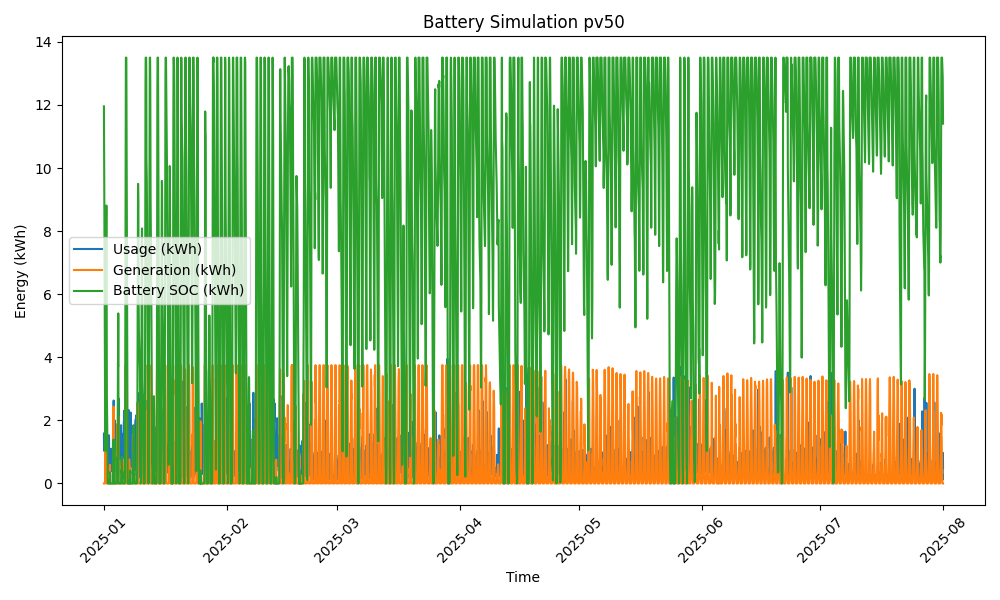 Battery Simulation pv50
14
12
10
8
6
4
2
0
Energy (kWh)
Usage (kWh)
Generation (kWh)
Battery SOC (kWh)
2025-01
2025-02
2025-03
2025-04
2025-05
2025-06
2025-07
2025-08
Time